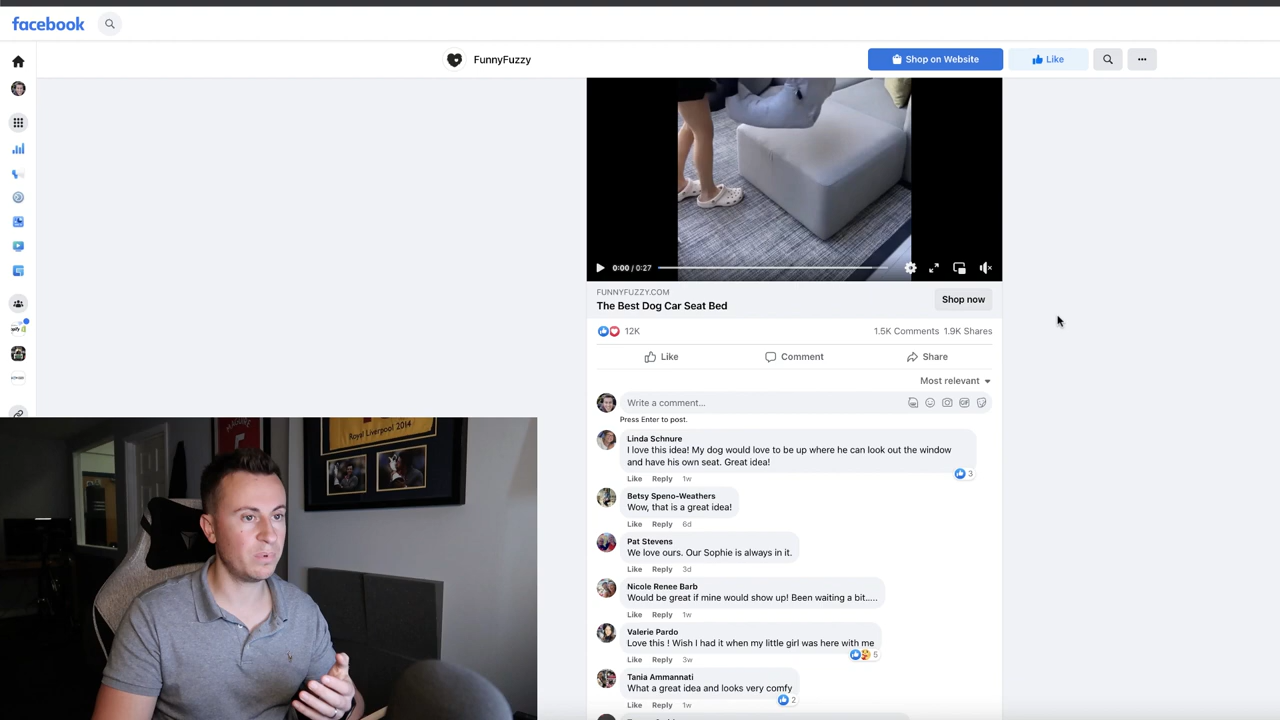 facebook
FunnyFuzzy
Shop on Website
Like
0:00 / 0:27
FUNNYFUZZY.COM
The Best Dog Car Seat Bed
Shop now
12K
1.5K Comments 1.9K Shares
Like
Comment
Share
Most relevant
Write a comment...
Press Enter to post.
Linda Schnure
I love this idea! My dog would love to be up where he can look out the window
and have his own seat. Great idea!
3
Like Reply 1w
Betsy Speno-Weathers
Wow, that is a great idea!
Like Reply 6d
Pat Stevens
We love ours. Our Sophie is always in it.
Like Reply 3d
Nicole Renee Barb
Would be great if mine would show up! Been waiting a bit.....
Like Reply 1w
Valerie Pardo
Love this ! Wish I had it when my little girl was here with me
5
Like Reply 3w
Tania Ammannati
What a great idea and looks very comfy
2
Like Reply 1w
Royal Liverpool 2014